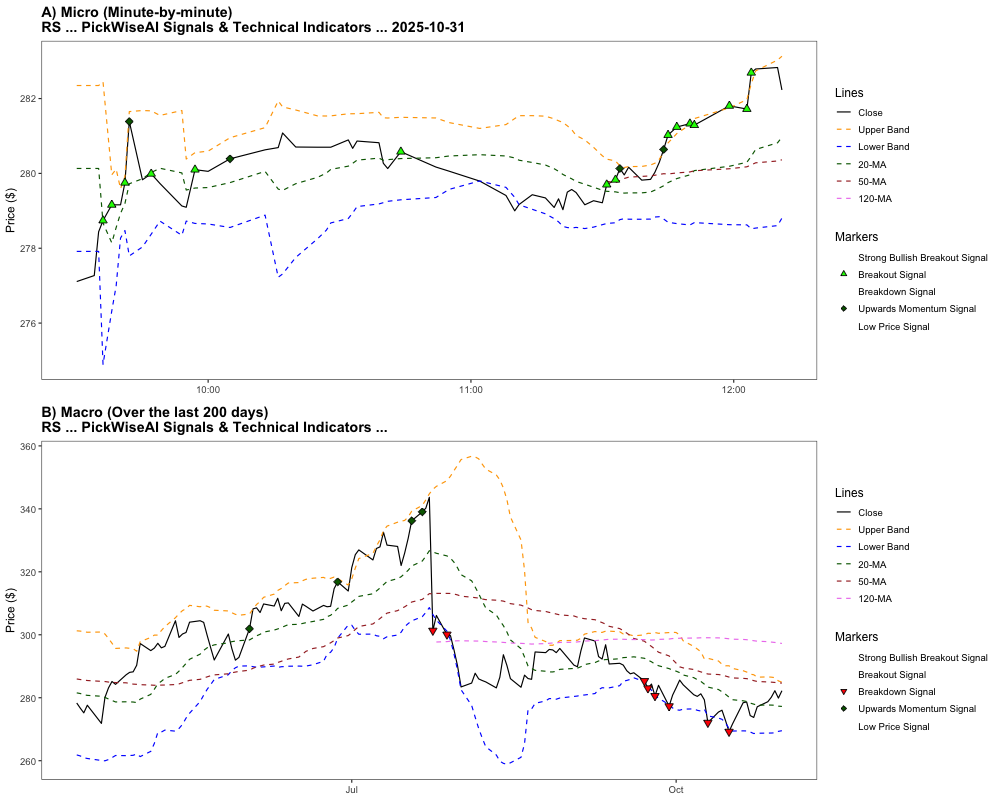 A) Micro (Minute-by-minute)
RS ... PickWiseAI Signals & Technical Indicators ... 2025-10-31
Price ($)
282
280
278
276
10:00
11:00
12:00
Lines
Close
Upper Band
Lower Band
20-MA
50-MA
120-MA
Markers
Strong Bullish Breakout Signal
Breakout Signal
Breakdown Signal
Upwards Momentum Signal
Low Price Signal
B) Macro (Over the last 200 days)
RS ... PickWiseAI Signals & Technical Indicators ...
Price ($)
360
340
320
300
280
260
Jul
Oct
Lines
Close
Upper Band
Lower Band
20-MA
50-MA
120-MA
Markers
Strong Bullish Breakout Signal
Breakout Signal
Breakdown Signal
Upwards Momentum Signal
Low Price Signal